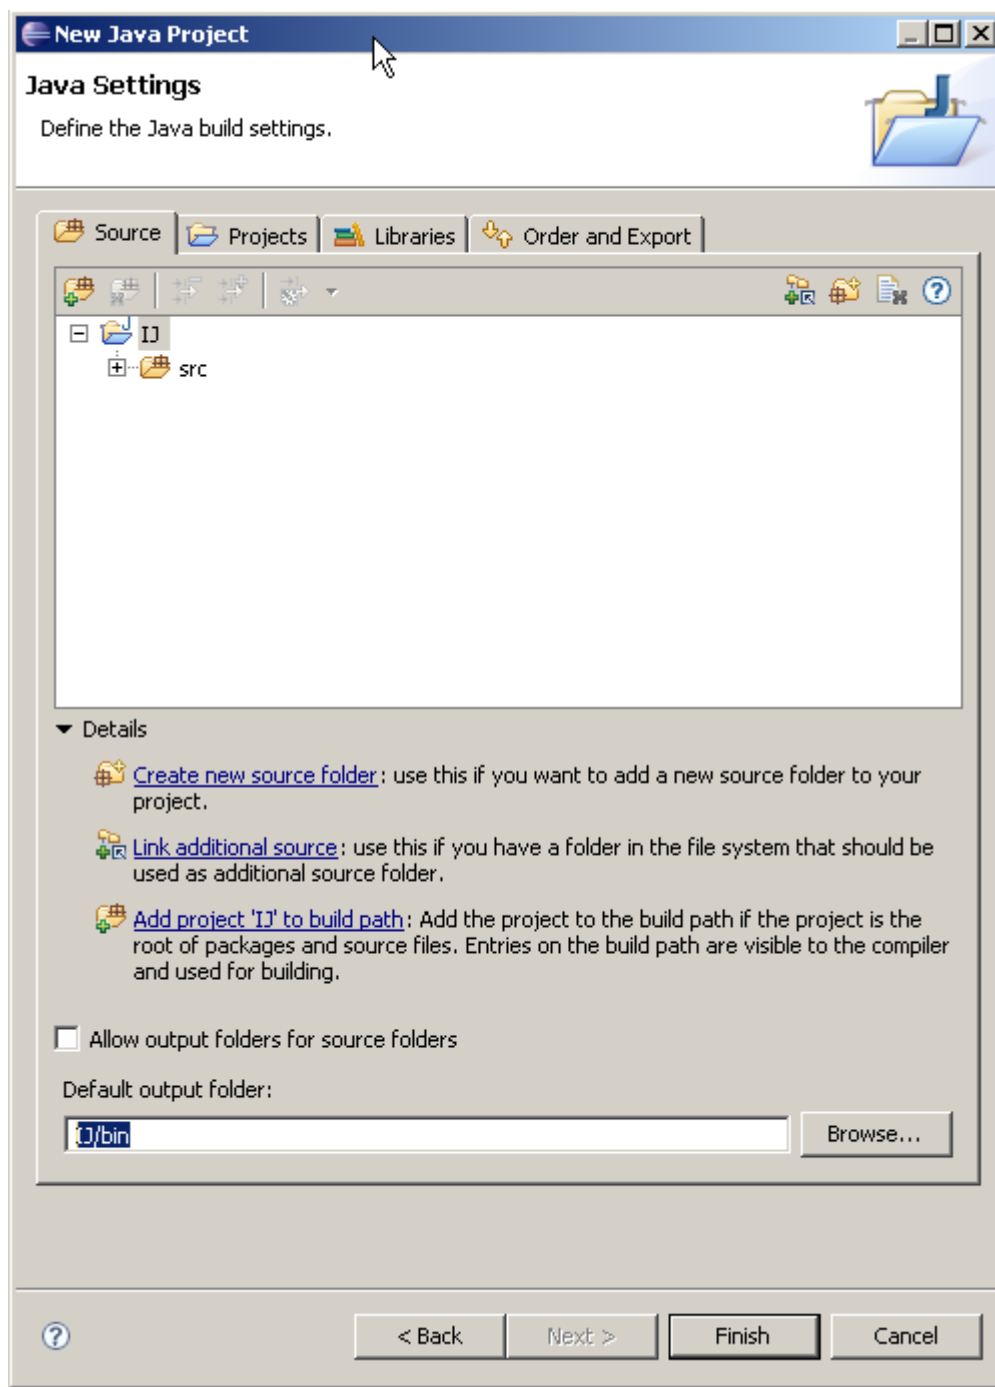 New Java Project
Java Settings
Define the Java build settings.
Source Projects Libraries Order and Export
IJ
src
Details
Create new source folder: use this if you want to add a new source folder to your
project.
Link additional source: use this if you have a folder in the file system that should be
used as additional source folder.
Add project 'IJ' to build path: Add the project to the build path if the project is the
root of packages and source files. Entries on the build path are visible to the compiler
and used for building.
Allow output folders for source folders
Default output folder:
IJ/bin
Browse...
< Back Next > Finish Cancel